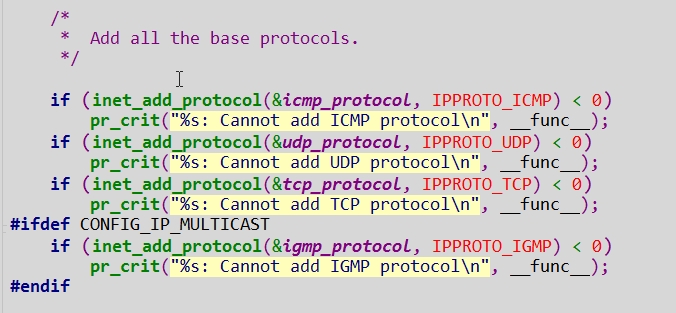 /*
 *  Add all the base protocols.
 */
if (inet_add_protocol(&icmp_protocol, IPPROTO_ICMP) < 0)
    pr_crit("%s: Cannot add ICMP protocol\n", __func__);
if (inet_add_protocol(&udp_protocol, IPPROTO_UDP) < 0)
    pr_crit("%s: Cannot add UDP protocol\n", __func__);
if (inet_add_protocol(&tcp_protocol, IPPROTO_TCP) < 0)
    pr_crit("%s: Cannot add TCP protocol\n", __func__);
#ifdef CONFIG_IP_MULTICAST
if (inet_add_protocol(&igmp_protocol, IPPROTO_IGMP) < 0)
    pr_crit("%s: Cannot add IGMP protocol\n", __func__);
#endif